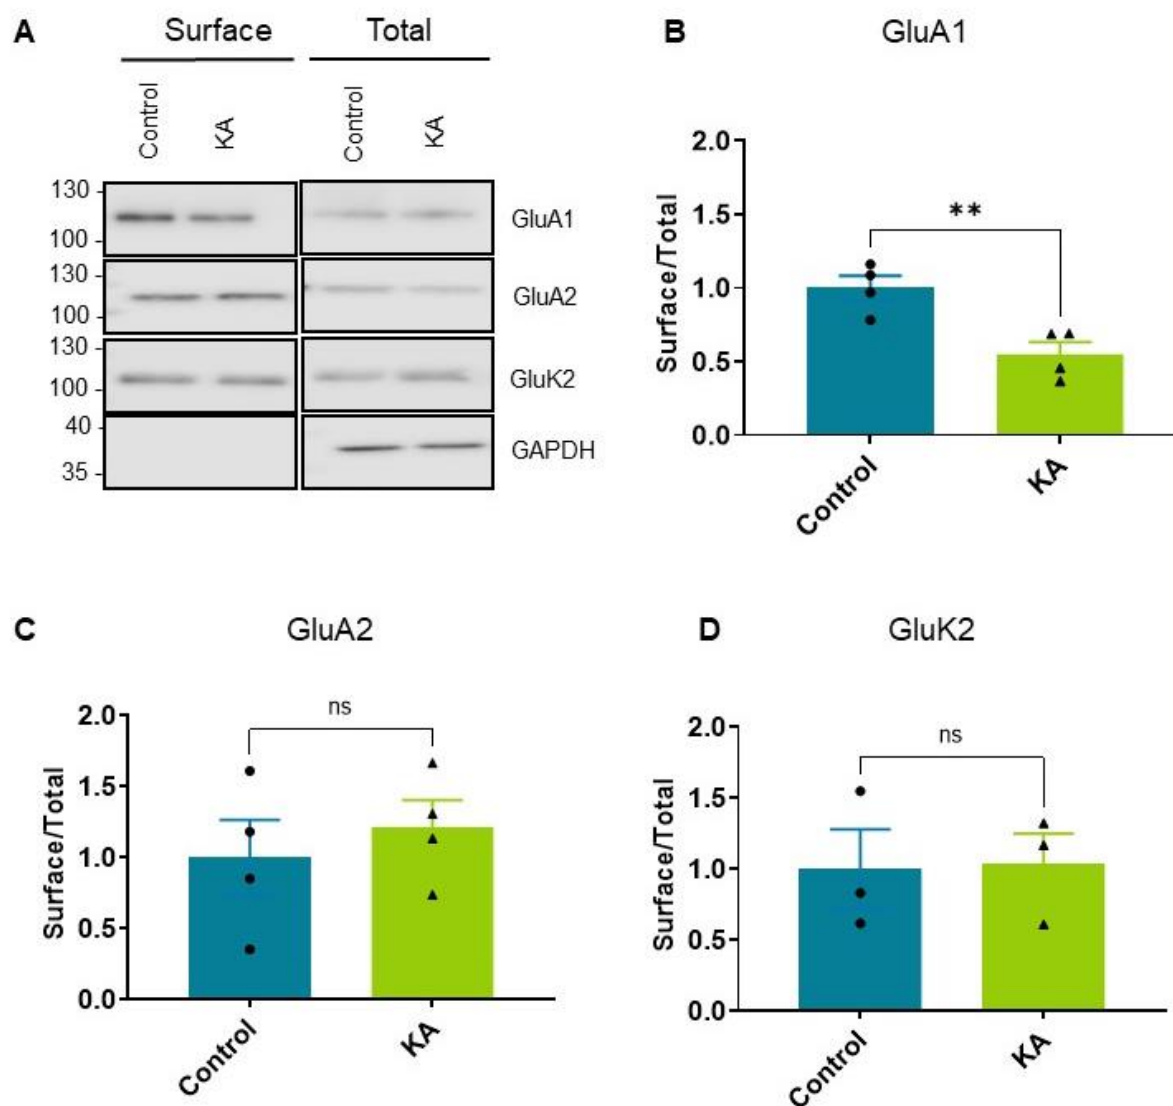 A
Surface Total
Control KA Control KA
130
100
GluA1
130
100
GluA2
130
100
GluK2
40
35
GAPDH
B
GluA1
Surface/Total
2.0
1.5
1.0
0.5
0.0
**
Control KA
C
GluA2
Surface/Total
2.0
1.5
1.0
0.5
0.0
ns
Control KA
D
GluK2
Surface/Total
2.0
1.5
1.0
0.5
0.0
ns
Control KA